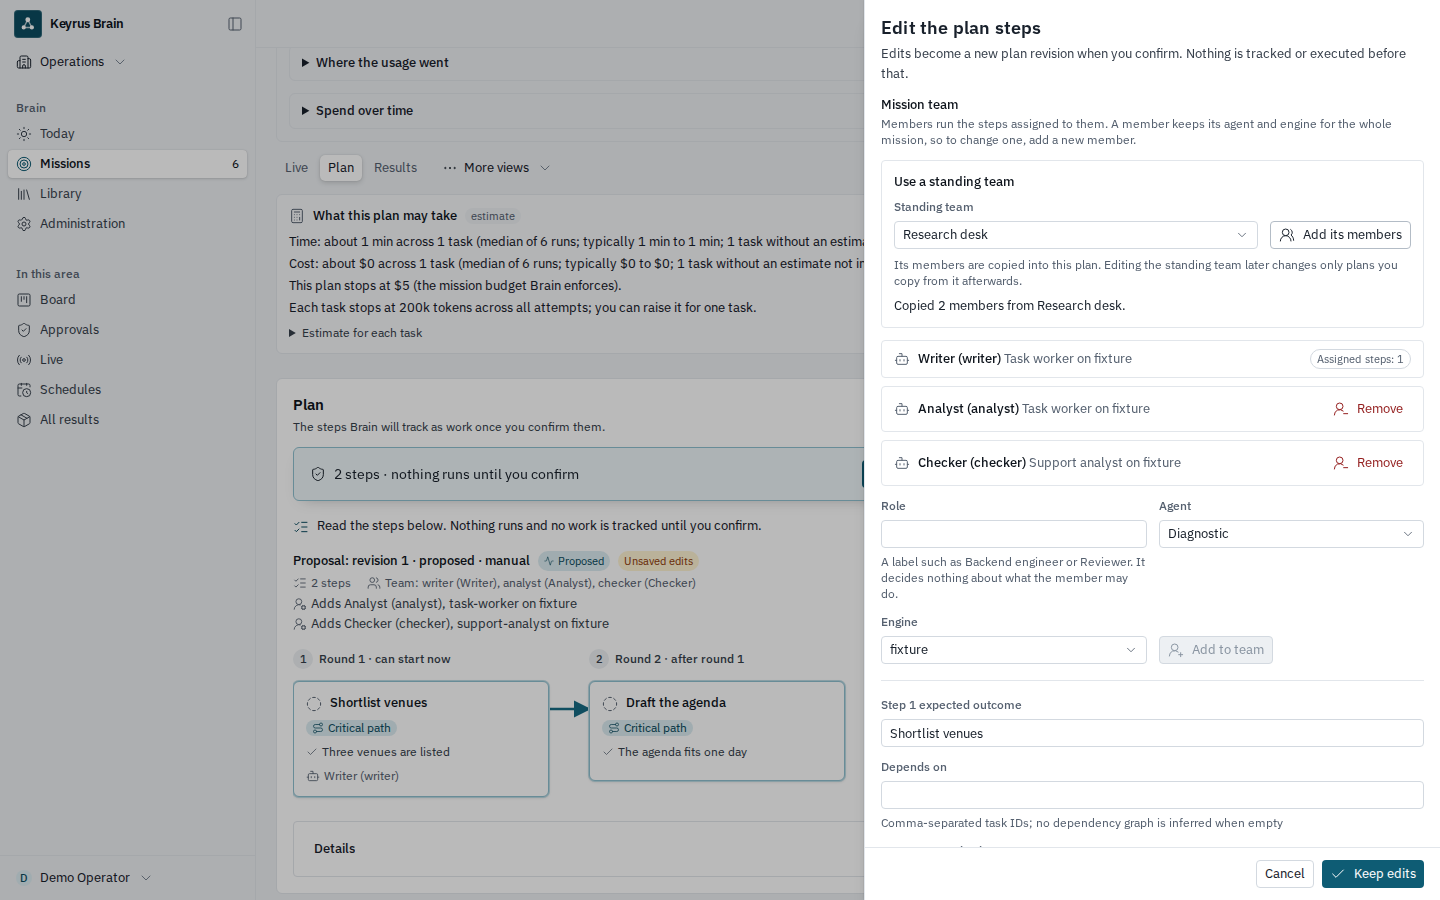 Keyrus Brain
Operations
Brain
Today
Missions 6
Library
Administration
In this area
Board
Approvals
Live
Schedules
All results
Demo Operator
D
Where the usage went
Spend over time
Live Plan Results ··· More views
What this plan may take estimate
Time: about 1 min across 1 task (median of 6 runs; typically 1 min to 1 min; 1 task without an estima
Cost: about $0 across 1 task (median of 6 runs; typically $0 to $0; 1 task without an estimate not in
This plan stops at $5 (the mission budget Brain enforces).
Each task stops at 200k tokens across all attempts; you can raise it for one task.
Estimate for each task
Plan
The steps Brain will track as work once you confirm them.
2 steps · nothing runs until you confirm
Read the steps below. Nothing runs and no work is tracked until you confirm.
Proposal: revision 1 · proposed · manual Proposed Unsaved edits
2 steps Team: writer (Writer), analyst (Analyst), checker (Checker)
Adds Analyst (analyst), task-worker on fixture
Adds Checker (checker), support-analyst on fixture
1 Round 1 · can start now
Shortlist venues
Critical path
Three venues are listed
Writer (writer)
2 Round 2 · after round 1
Draft the agenda
Critical path
The agenda fits one day
Details
Edit the plan steps
Edits become a new plan revision when you confirm. Nothing is tracked or executed before
that.
Mission team
Members run the steps assigned to them. A member keeps its agent and engine for the whole
mission, so to change one, add a new member.
Use a standing team
Standing team
Research desk Add its members
Its members are copied into this plan. Editing the standing team later changes only plans you
copy from it afterwards.
Copied 2 members from Research desk.
Writer (writer) Task worker on fixture Assigned steps: 1
Analyst (analyst) Task worker on fixture Remove
Checker (checker) Support analyst on fixture Remove
Role
A label such as Backend engineer or Reviewer. It
decides nothing about what the member may
do.
Agent
Diagnostic
Engine
fixture Add to team
Step 1 expected outcome
Shortlist venues
Depends on
Comma-separated task IDs; no dependency graph is inferred when empty
Cancel Keep edits